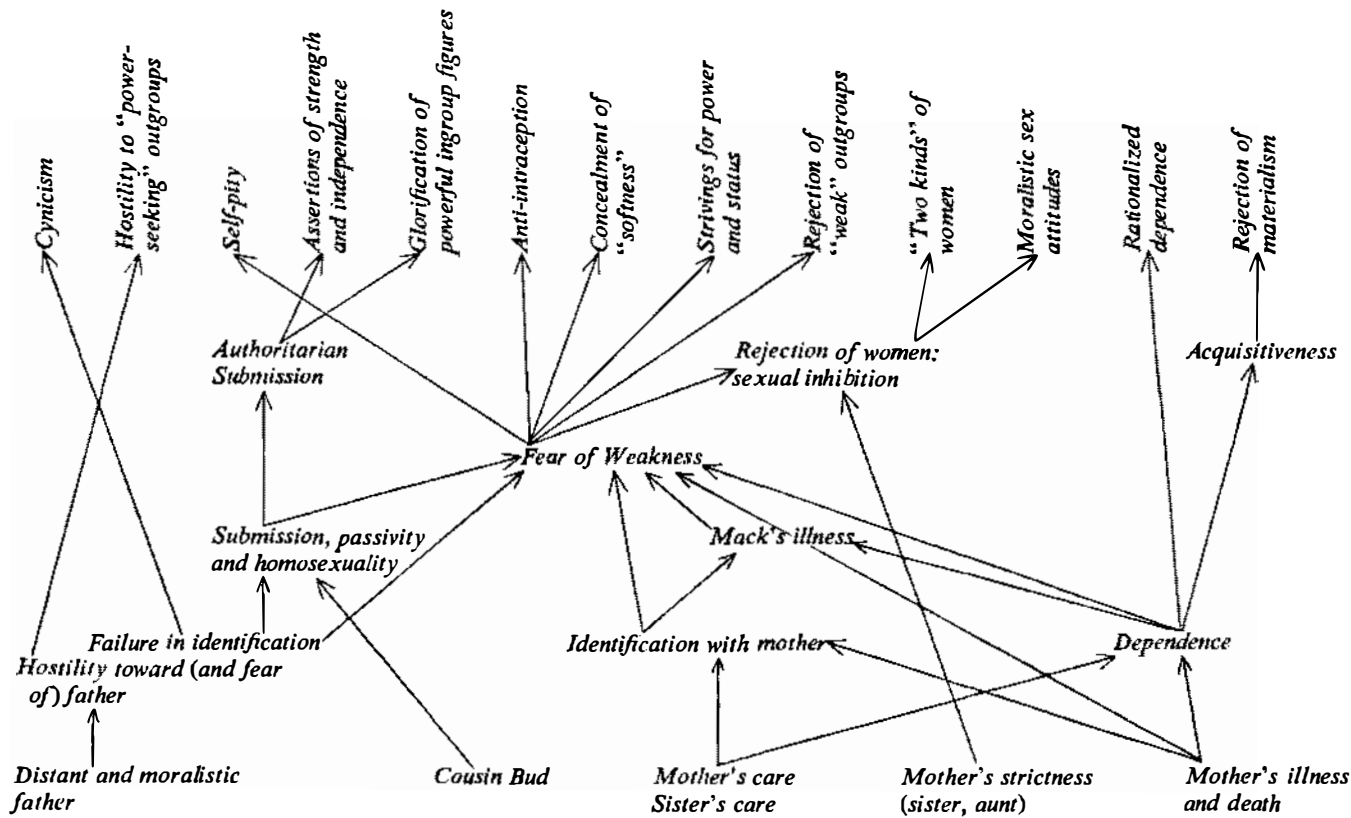 Cynicism
Hostility to “power-
seeking” outgroups
Self-pity
Assertions of strength
and independence
Glorification of
powerful ingroup figures
Anti-intraception
Concealment of
“softness”
Strivings for power
and status
Rejection of
“weak” outgroups
“Two kinds” of
women
Moralistic sex
attitudes
Rationalized
dependence
Rejection of
materialism
Authoritarian
Submission
Rejection of women;
sexual inhibition
Acquisitiveness
Fear of Weakness
Submission, passivity
and homosexuality
Mack's illness
Failure in identification
Hostility toward (and fear
of) father
Identification with mother
Dependence
Distant and moralistic
father
Cousin Bud
Mother's care
Sister's care
Mother's strictness
(sister, aunt)
Mother's illness
and death